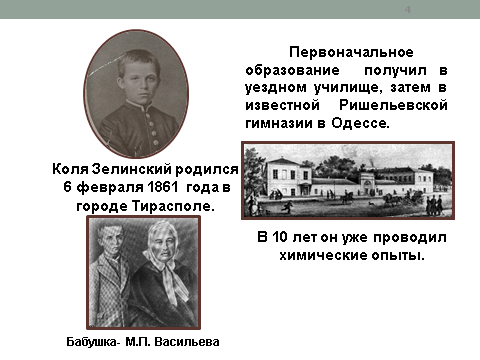 4
Первоначальное
образование получил в
уездном училище, затем в
известной Ришельевской
гимназии в Одессе.
Коля Зелинский родился
6 февраля 1861 года в
городе Тирасполе.
В 10 лет он уже проводил
химические опыты.
Бабушка- М.П. Васильева